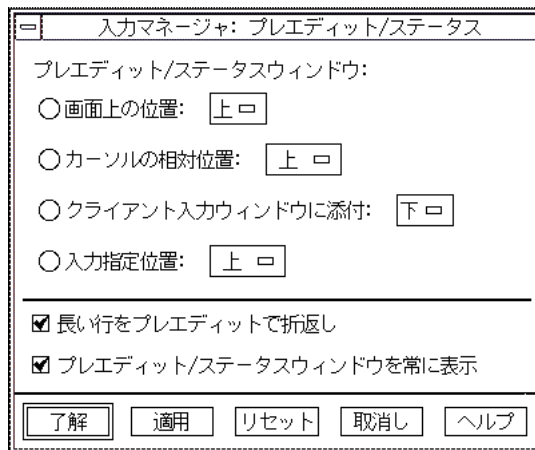 入力マネージャ: プレエディット/ステータス
プレエディット/ステータスウィンドウ:
画面上の位置: 上
カーソルの相対位置: 上
クライアント入力ウィンドウに添付: 下
入力指定位置: 上
長い行をプレエディットで折返し
プレエディット/ステータスウィンドウを常に表示
了解 適用 リセット 取消し ヘルプ